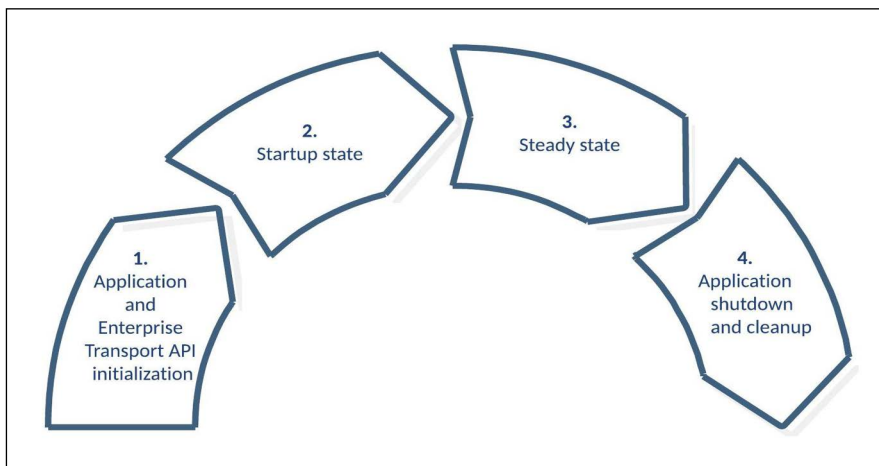 1.
Application
and
Enterprise
Transport API
initialization
2.
Startup state
3.
Steady state
4.
Application
shutdown
and cleanup